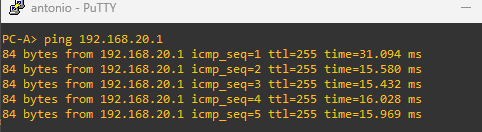 antonio - PuTTY
PC-A> ping 192.168.20.1
84 bytes from 192.168.20.1 icmp_seq=1 ttl=255 time=31.094 ms
84 bytes from 192.168.20.1 icmp_seq=2 ttl=255 time=15.580 ms
84 bytes from 192.168.20.1 icmp_seq=3 ttl=255 time=15.432 ms
84 bytes from 192.168.20.1 icmp_seq=4 ttl=255 time=16.028 ms
84 bytes from 192.168.20.1 icmp_seq=5 ttl=255 time=15.969 ms